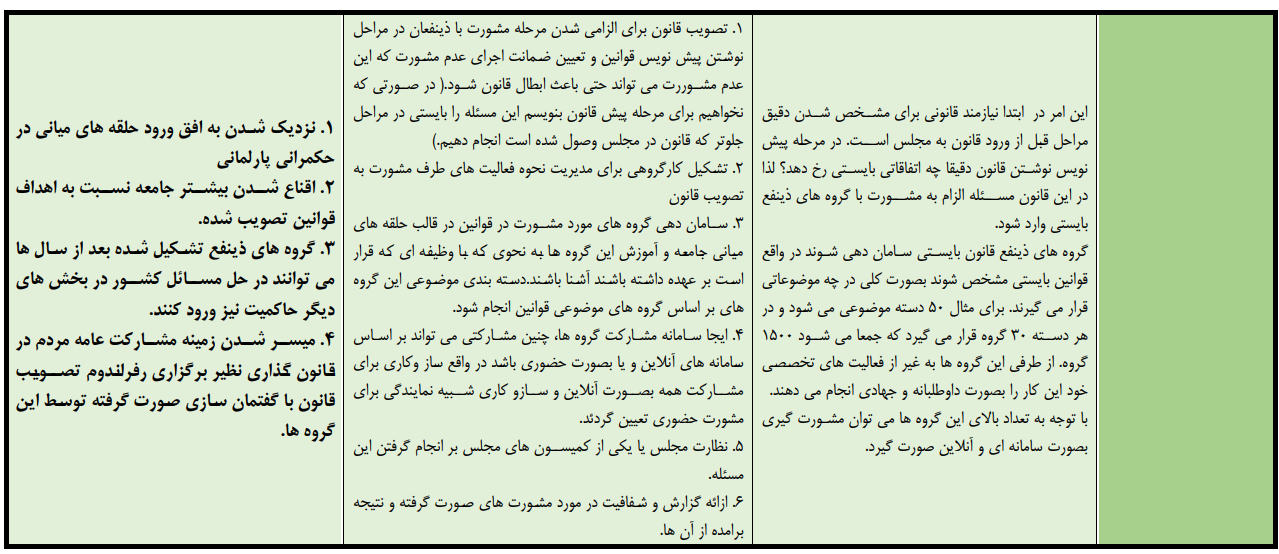 این امر در ابتدا نیازمند قانونی برای مشخص شدن دقیق
مراحل قبل از ورود قانون به مجلس است. در مرحله پیش
نویس نوشتن قانون دقیقا چه اتفاقاتی بایستی رخ دهد؟ لذا
در این قانون مسئله الزام به مشورت با گروه های ذینفع
بایستی وارد شود.
گروه های ذینفع قانون بایستی سامان دهی شوند در واقع
قوانین بایستی مشخص شوند بصورت کلی در چه موضوعاتی
قرار می گیرند. برای مثال ۵۰ دسته موضوعی می شود و در
هر دسته ۳۰ گروه قرار می گیرد که جمعا می شود ۱۵۰۰
گروه. از طرفی این گروه ها به غیر از فعالیت های تخصصی
خود این کار را بصورت داوطلبانه و جهادی انجام می دهند.
با توجه به تعداد بالای این گروه ها می توان مشورت گیری
بصورت سامانه ای و آنلاین صورت گیرد.
۱. تصویب قانون برای الزامی شدن مرحله مشورت با ذینفعان در مراحل
نوشتن پیش نویس قوانین و تعیین ضمانت اجرای عدم مشورت که این
عدم مشوررت می تواند حتی باعث ابطال قانون شود.( در صورتی که
نخواهیم برای مرحله پیش قانون بنویسم این مسئله را بایستی در مراحل
جلوتر که قانون در مجلس وصول شده است انجام دهیم.)
۲. تشکیل کارگروهی برای مدیریت نحوه فعالیت های طرف مشورت به
تصویب قانون
۳. سامان دهی گروه های مورد مشورت در قوانین در قالب حلقه های
میانی جامعه و آموزش این گروه ها به نحوی که با وظیفه ای که قرار
است بر عهده داشته باشند آشنا باشند.دسته بندی موضوعی این گروه
های بر اساس گروه های موضوعی قوانین انجام شود.
۴. ایجا سامانه مشارکت گروه ها، چنین مشارکتی می تواند بر اساس
سامانه های آنلاین و یا بصورت حضوری باشد در واقع ساز وکاری برای
مشارکت همه بصورت آنلاین و سازو کاری شبیه نمایندگی برای
مشورت حضوری تعیین گردئد.
۵. نظارت مجلس یا یکی از کمیسون های مجلس بر انجام گرفتن این
مسئله.
۶. ازائه گزارش و شفافیت در مورد مشورت های صورت گرفته و نتیجه
برامده از آن ها.
۱. نزدیک شدن به افق ورود حلقه های میانی در
حکمرانی پارلمانی
۲. اقناع شدن بیشتر جامعه نسبت به اهداف
قوانین تصویب شده.
۳. گروه های ذینفع تشکیل شده بعد از سال ها
می توانند در حل مسائل کشور در بخش های
دیگر حاکمیت نیز ورود کنند.
۴. میسر شدن زمینه مشارکت عامه مردم در
قانون گذاری نظیر برگزاری رفرلندوم تصویب
قانون با گفتمان سازی صورت گرفته توسط این
گروه ها.